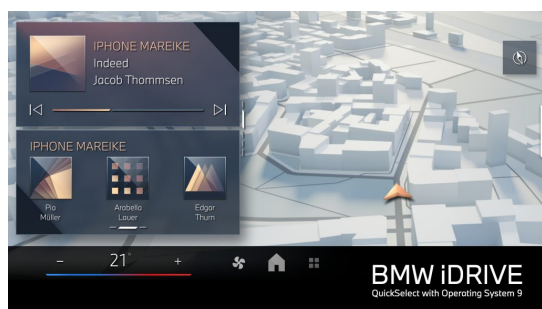 IPHONE MAREIKE
Indeed
Jacob Thommsen
IPHONE MAREIKE
Pia
Müller
Arabella
Lauer
Edgar
Thurn
- 21° +
BMW iDRIVE
QuickSelect with Operating System 9